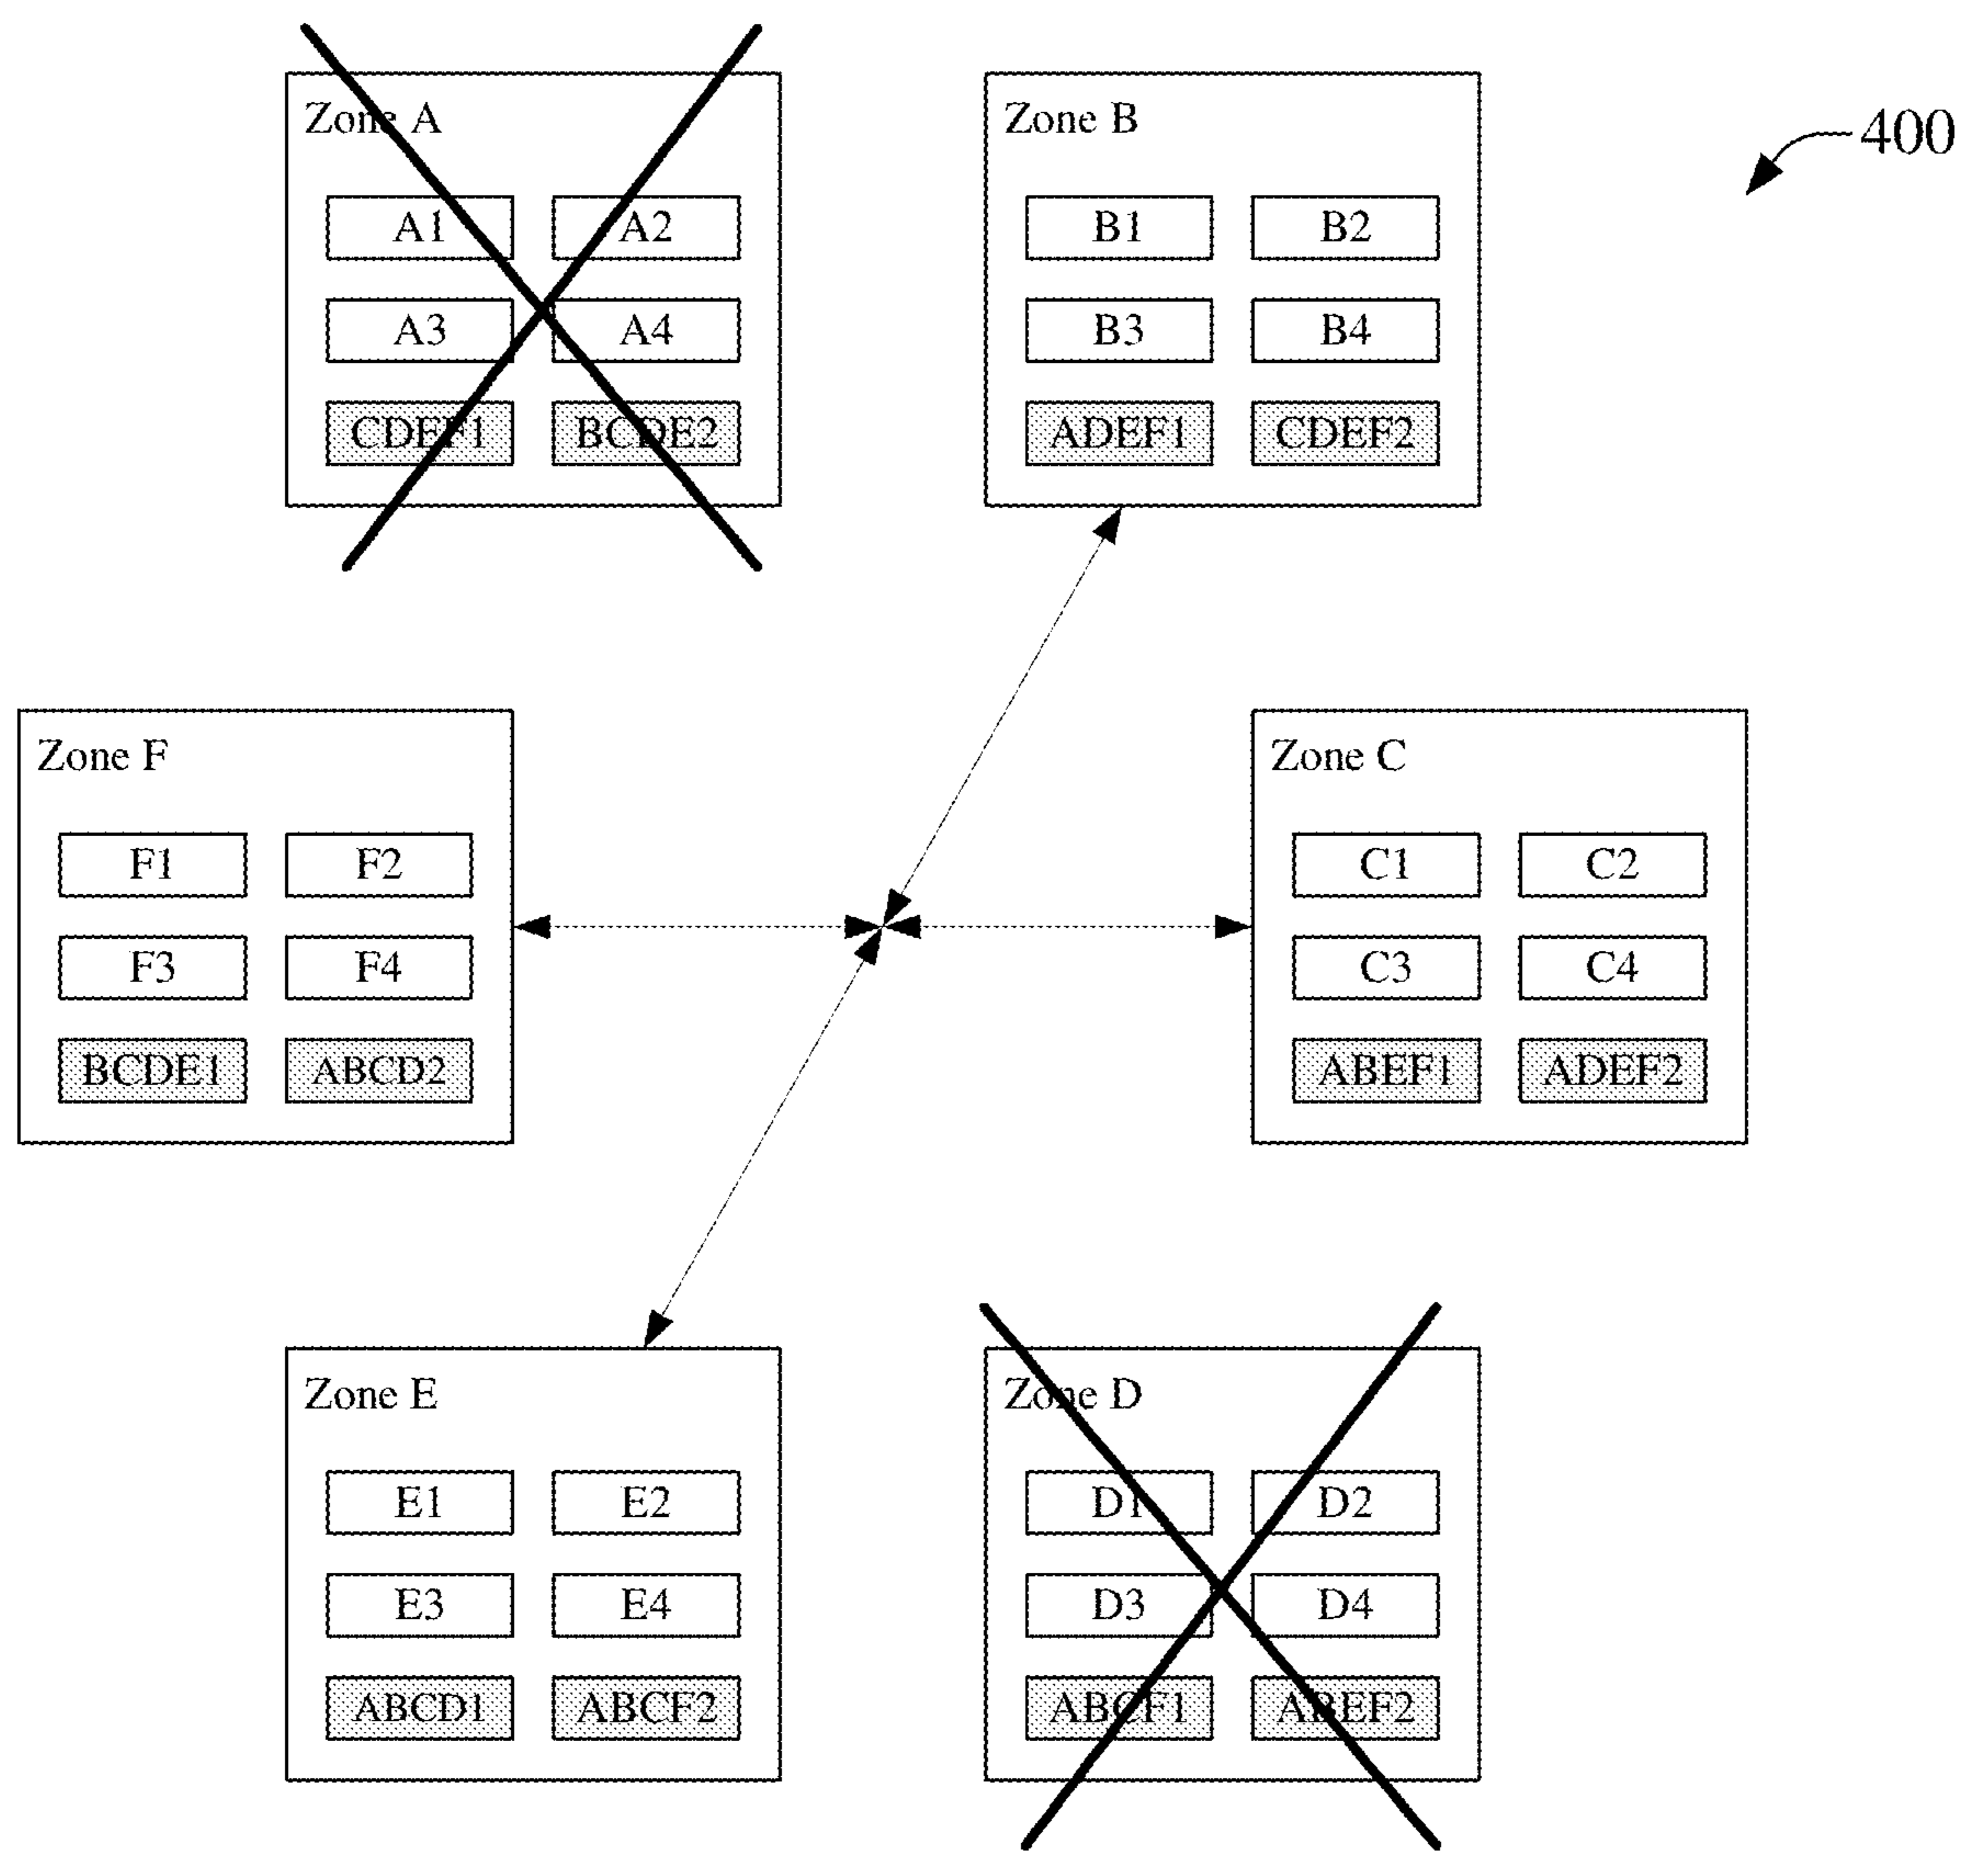 Zone A
A1 A2
A3 A4
CDEF1 BCDE2
Zone B
B1 B2
B3 B4
ADEF1 CDEF2
400
Zone F
F1 F2
F3 F4
BCDE1 ABCD2
Zone C
C1 C2
C3 C4
ABEF1 ADEF2
Zone E
E1 E2
E3 E4
ABCD1 ABCF2
Zone D
D1 D2
D3 D4
ABCF1 ABEF2